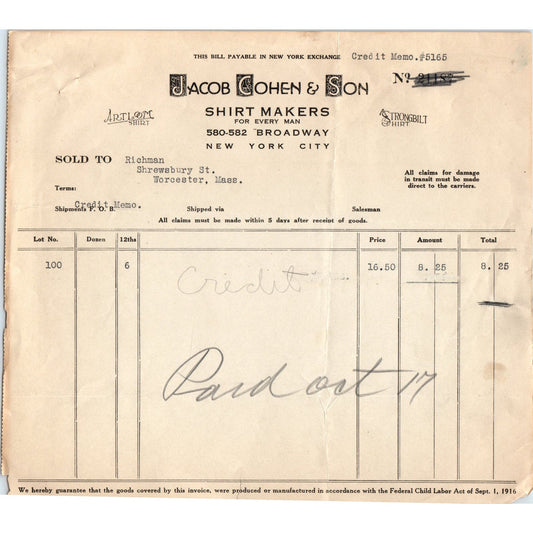 THIS BILL PAYABLE IN NEW YORK EXCHANGE Credit Memo.#5165
JACOB COHEN & SON
No
SHIRT MAKERS
FOR EVERY MAN
580-582 BROADWAY
NEW YORK CITY
ARTLOOM
SHIRT
STRONGBILT
SHIRT
SOLD TO Richman
Shrewsbury St.
Worcester, Mass.
All claims for damage
in transit must be made
direct to the carriers.
Terms:
Credit Memo.
Shipments F. O. B. Shipped via Salesman
All claims must be made within 5 days after receipt of goods.
Lot No. Dozen 12ths Price Amount Total
100 6 16.50 8.25 8.25
Credit
Paid Oct 17
We hereby guarantee that the goods covered by this invoice, were produced or manufactured in accordance with the Federal Child Labor Act of Sept. 1, 1916